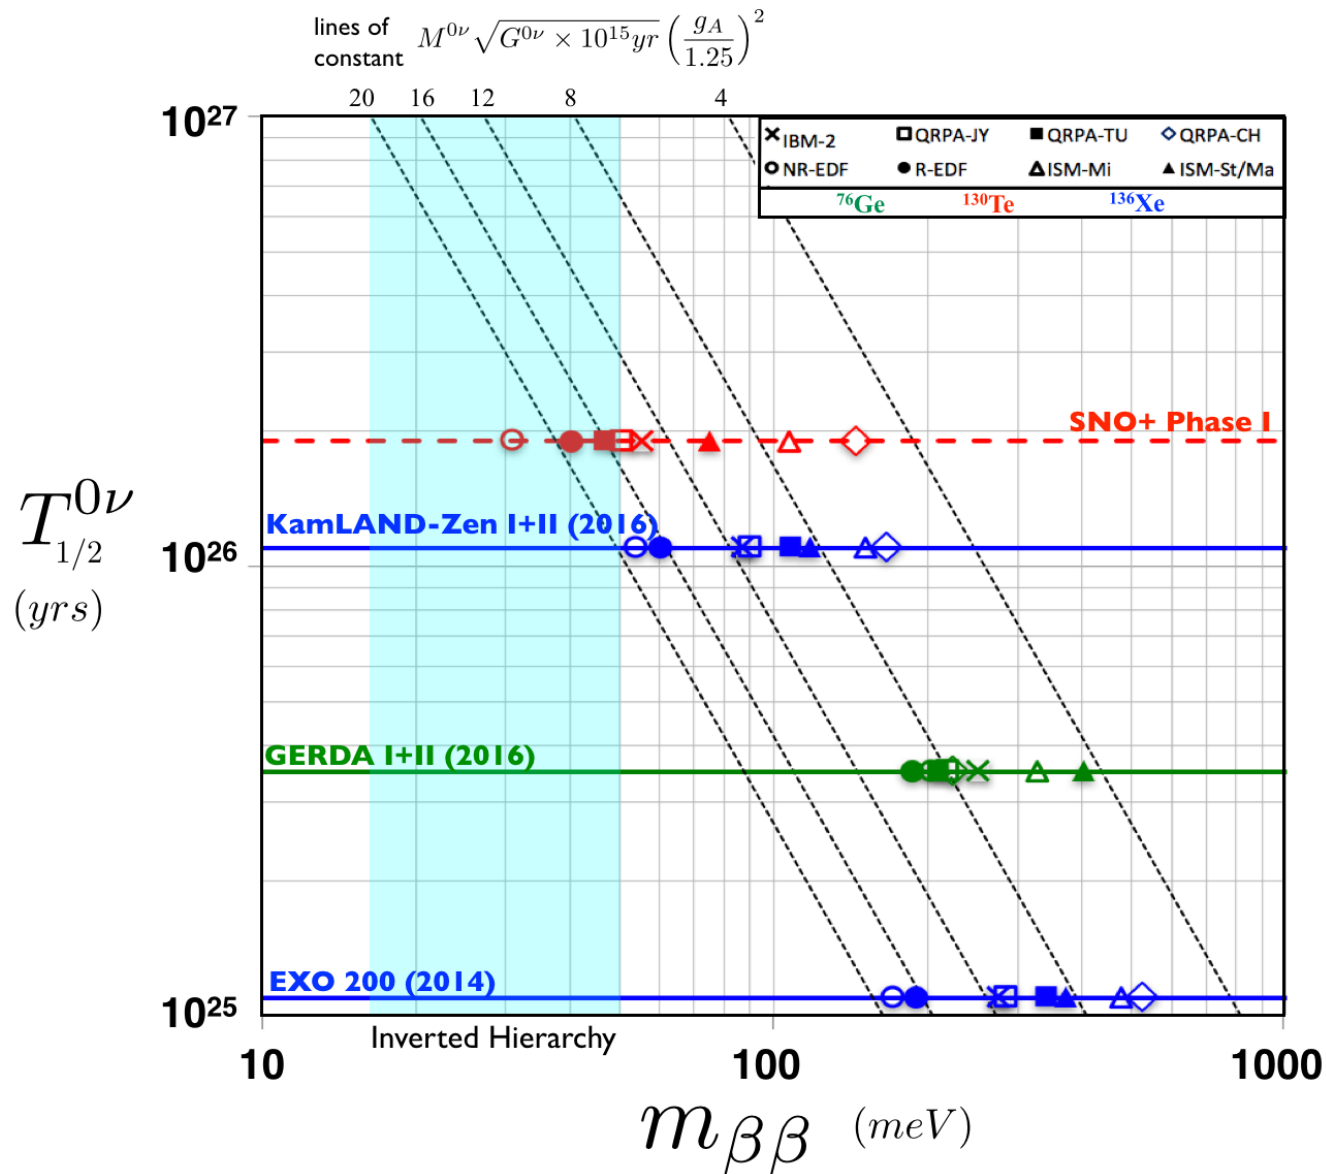 lines of constant M^{0ν} √(G^{0ν} × 10^{15}yr) (g_A/1.25)^2
20 16 12 8 4
10^27
IBM-2 QRPA-JY QRPA-TU QRPA-CH
NR-EDF R-EDF ISM-Mi ISM-St/Ma
^76Ge ^130Te ^136Xe
SNO+ Phase I
T^{0ν}_{1/2}
(yrs)
KamLAND-Zen I+II (2016)
10^26
GERDA I+II (2016)
EXO 200 (2014)
10^25
Inverted Hierarchy
10 100 1000
m_{ββ} (meV)